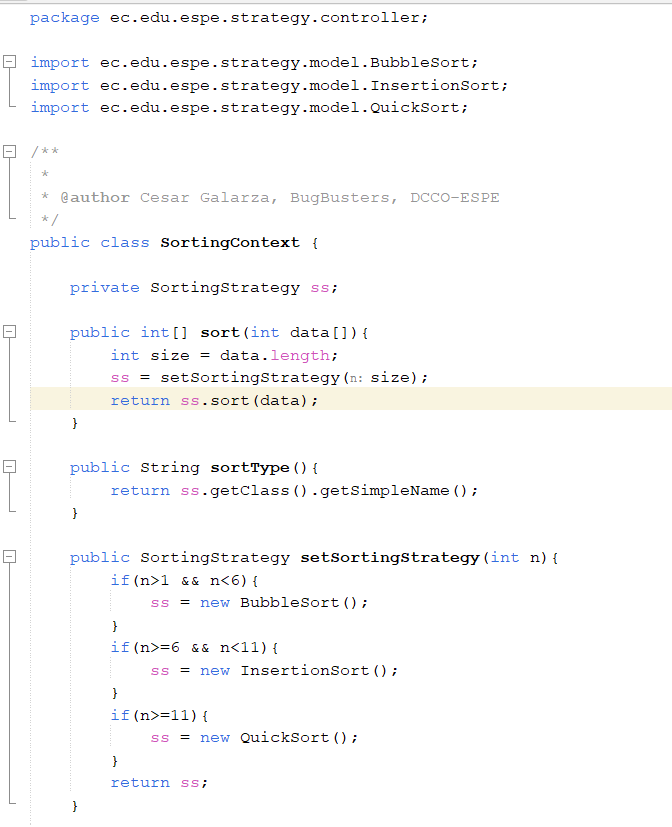 package ec.edu.espe.strategy.controller;
import ec.edu.espe.strategy.model.BubbleSort;
import ec.edu.espe.strategy.model.InsertionSort;
import ec.edu.espe.strategy.model.QuickSort;
/**
 *
 * @author Cesar Galarza, BugBusters, DCCO-ESPE
 */
public class SortingContext {
    private SortingStrategy ss;
    public int[] sort(int data[]){
        int size = data.length;
        ss = setSortingStrategy(n: size);
        return ss.sort(data);
    }
    public String sortType(){
        return ss.getClass().getSimpleName();
    }
    public SortingStrategy setSortingStrategy(int n){
        if(n>1 && n<6){
            ss = new BubbleSort();
        }
        if(n>=6 && n<11){
            ss = new InsertionSort();
        }
        if(n>=11){
            ss = new QuickSort();
        }
        return ss;
    }